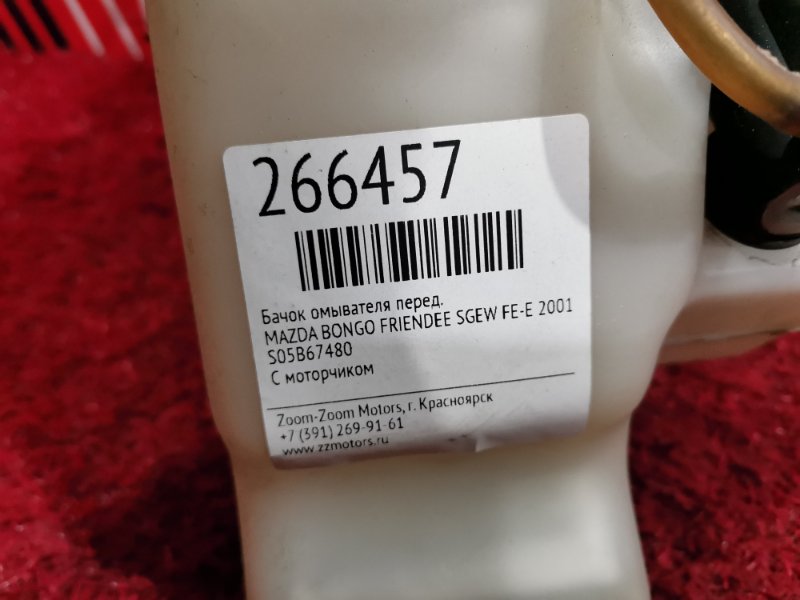 266457
Бачок омывателя перед.
MAZDA BONGO FRIENDEE SGEW FE-E 2001
S05B67480
С моторчиком
Zoom-Zoom Motors, г. Красноярск
+7 (391) 269-91-61
www.zzmotors.ru